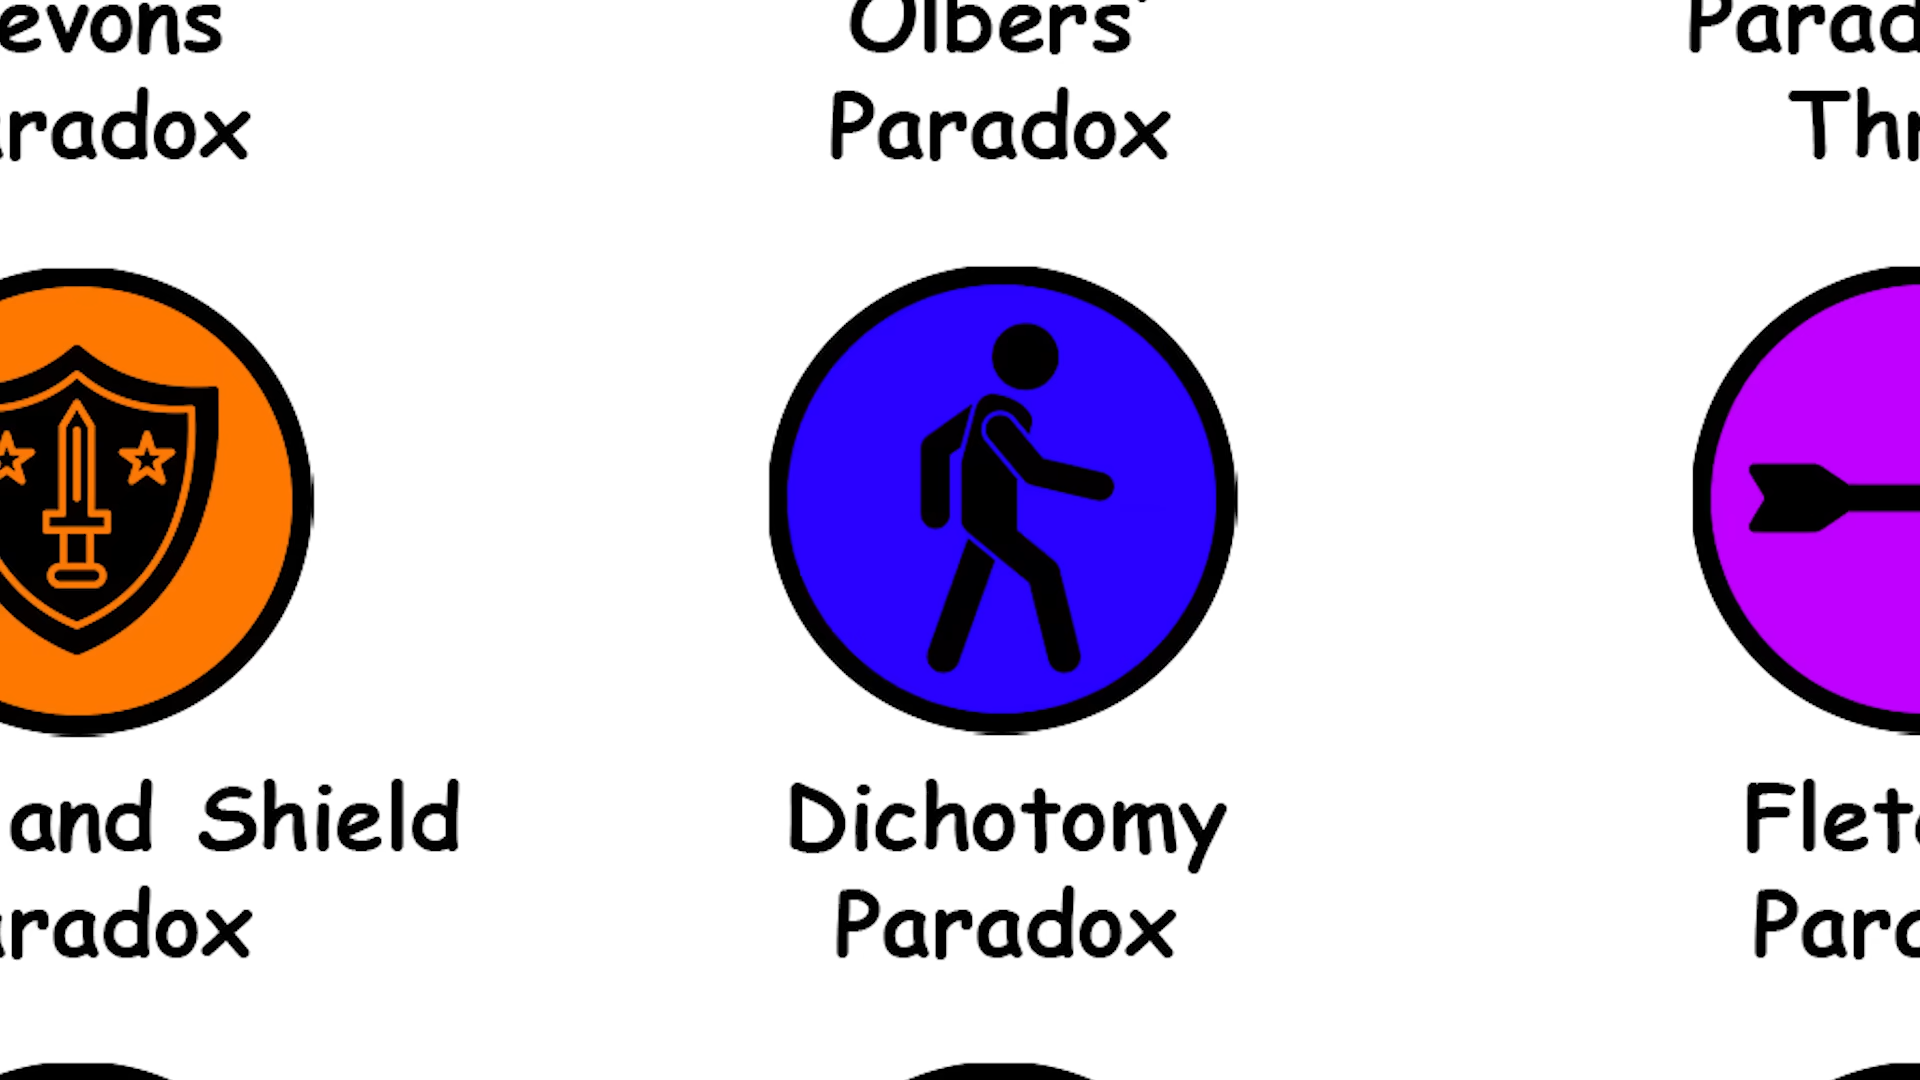 evons
Olbers'
Parad
aradox
Paradox
Thr
and Shield
Dichotomy
Flet
aradox
Paradox
Para